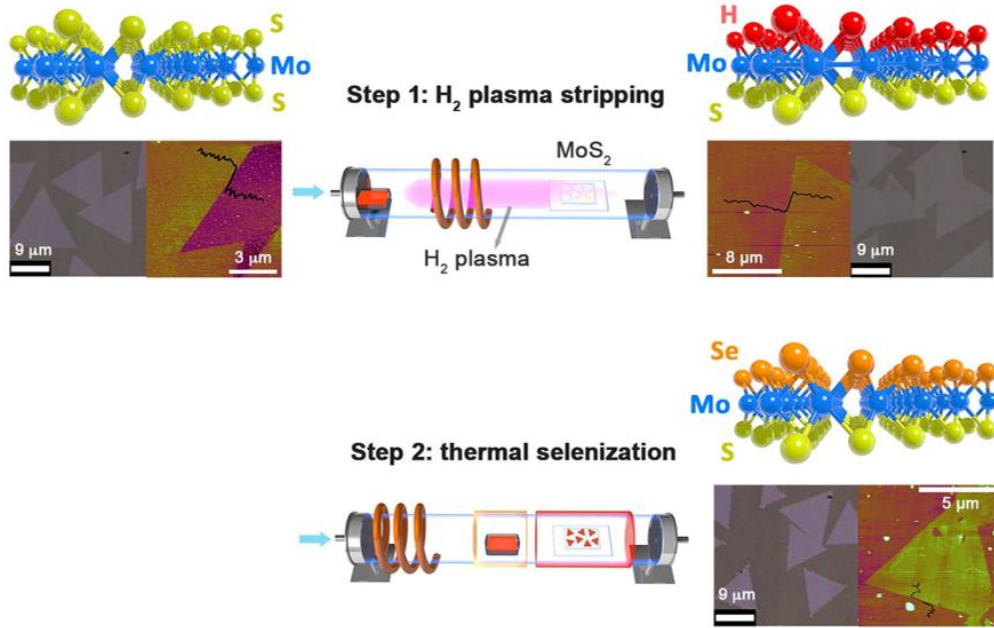 S
Mo
S
9 μm
3 μm
Step 1: H₂ plasma stripping
MoS₂
H₂ plasma
H
Mo
S
8 μm
9 μm
Step 2: thermal selenization
Se
Mo
S
9 μm
5 μm